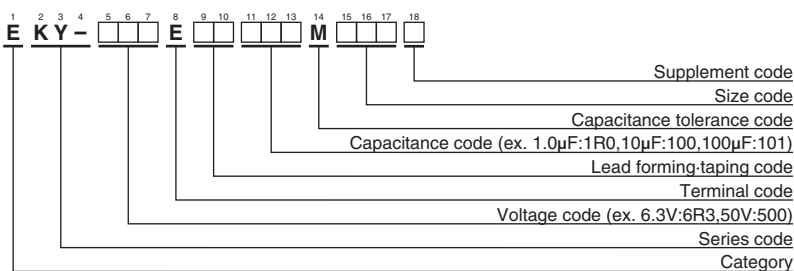 1 2 3 4 5 6 7 8 9 10 11 12 13 14 15 16 17 18
E K Y – E M
Supplement code
Size code
Capacitance tolerance code
Capacitance code (ex. 1.0μF:1R0,10μF:100,100μF:101)
Lead forming·taping code
Terminal code
Voltage code (ex. 6.3V:6R3,50V:500)
Series code
Category